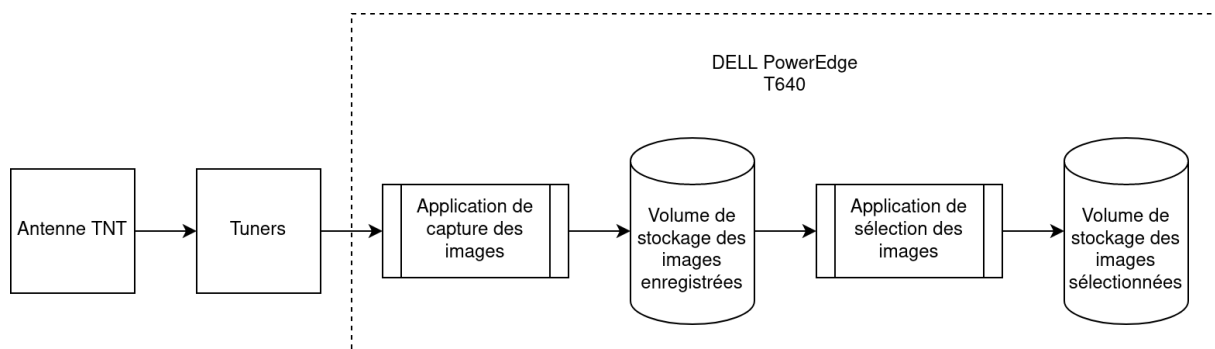 DELL PowerEdge
T640
Antenne TNT
Tuners
Application de
capture des
images
Volume de
stockage des
images
enregistrées
Application de
sélection des
images
Volume de
stockage des
images
sélectionnées